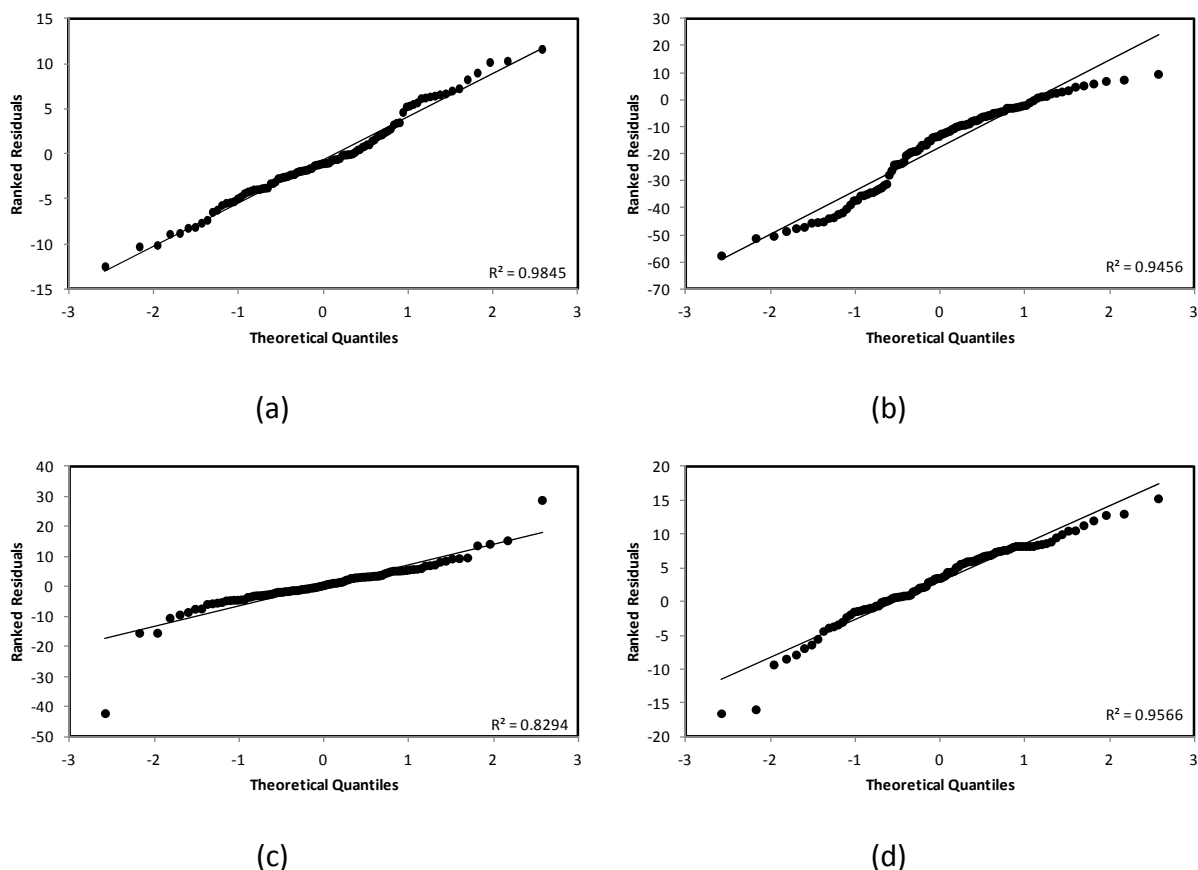 15
10
5
0
-5
-10
-15
-3 -2 -1 0 1 2 3
Ranked Residuals
Theoretical Quantiles
R² = 0.9845
(a)
30
20
10
0
-10
-20
-30
-40
-50
-60
-70
-3 -2 -1 0 1 2 3
Ranked Residuals
Theoretical Quantiles
R² = 0.9456
(b)
40
30
20
10
0
-10
-20
-30
-40
-50
-3 -2 -1 0 1 2 3
Ranked Residuals
Theoretical Quantiles
R² = 0.8294
(c)
20
15
10
5
0
-5
-10
-15
-20
-3 -2 -1 0 1 2 3
Ranked Residuals
Theoretical Quantiles
R² = 0.9566
(d)